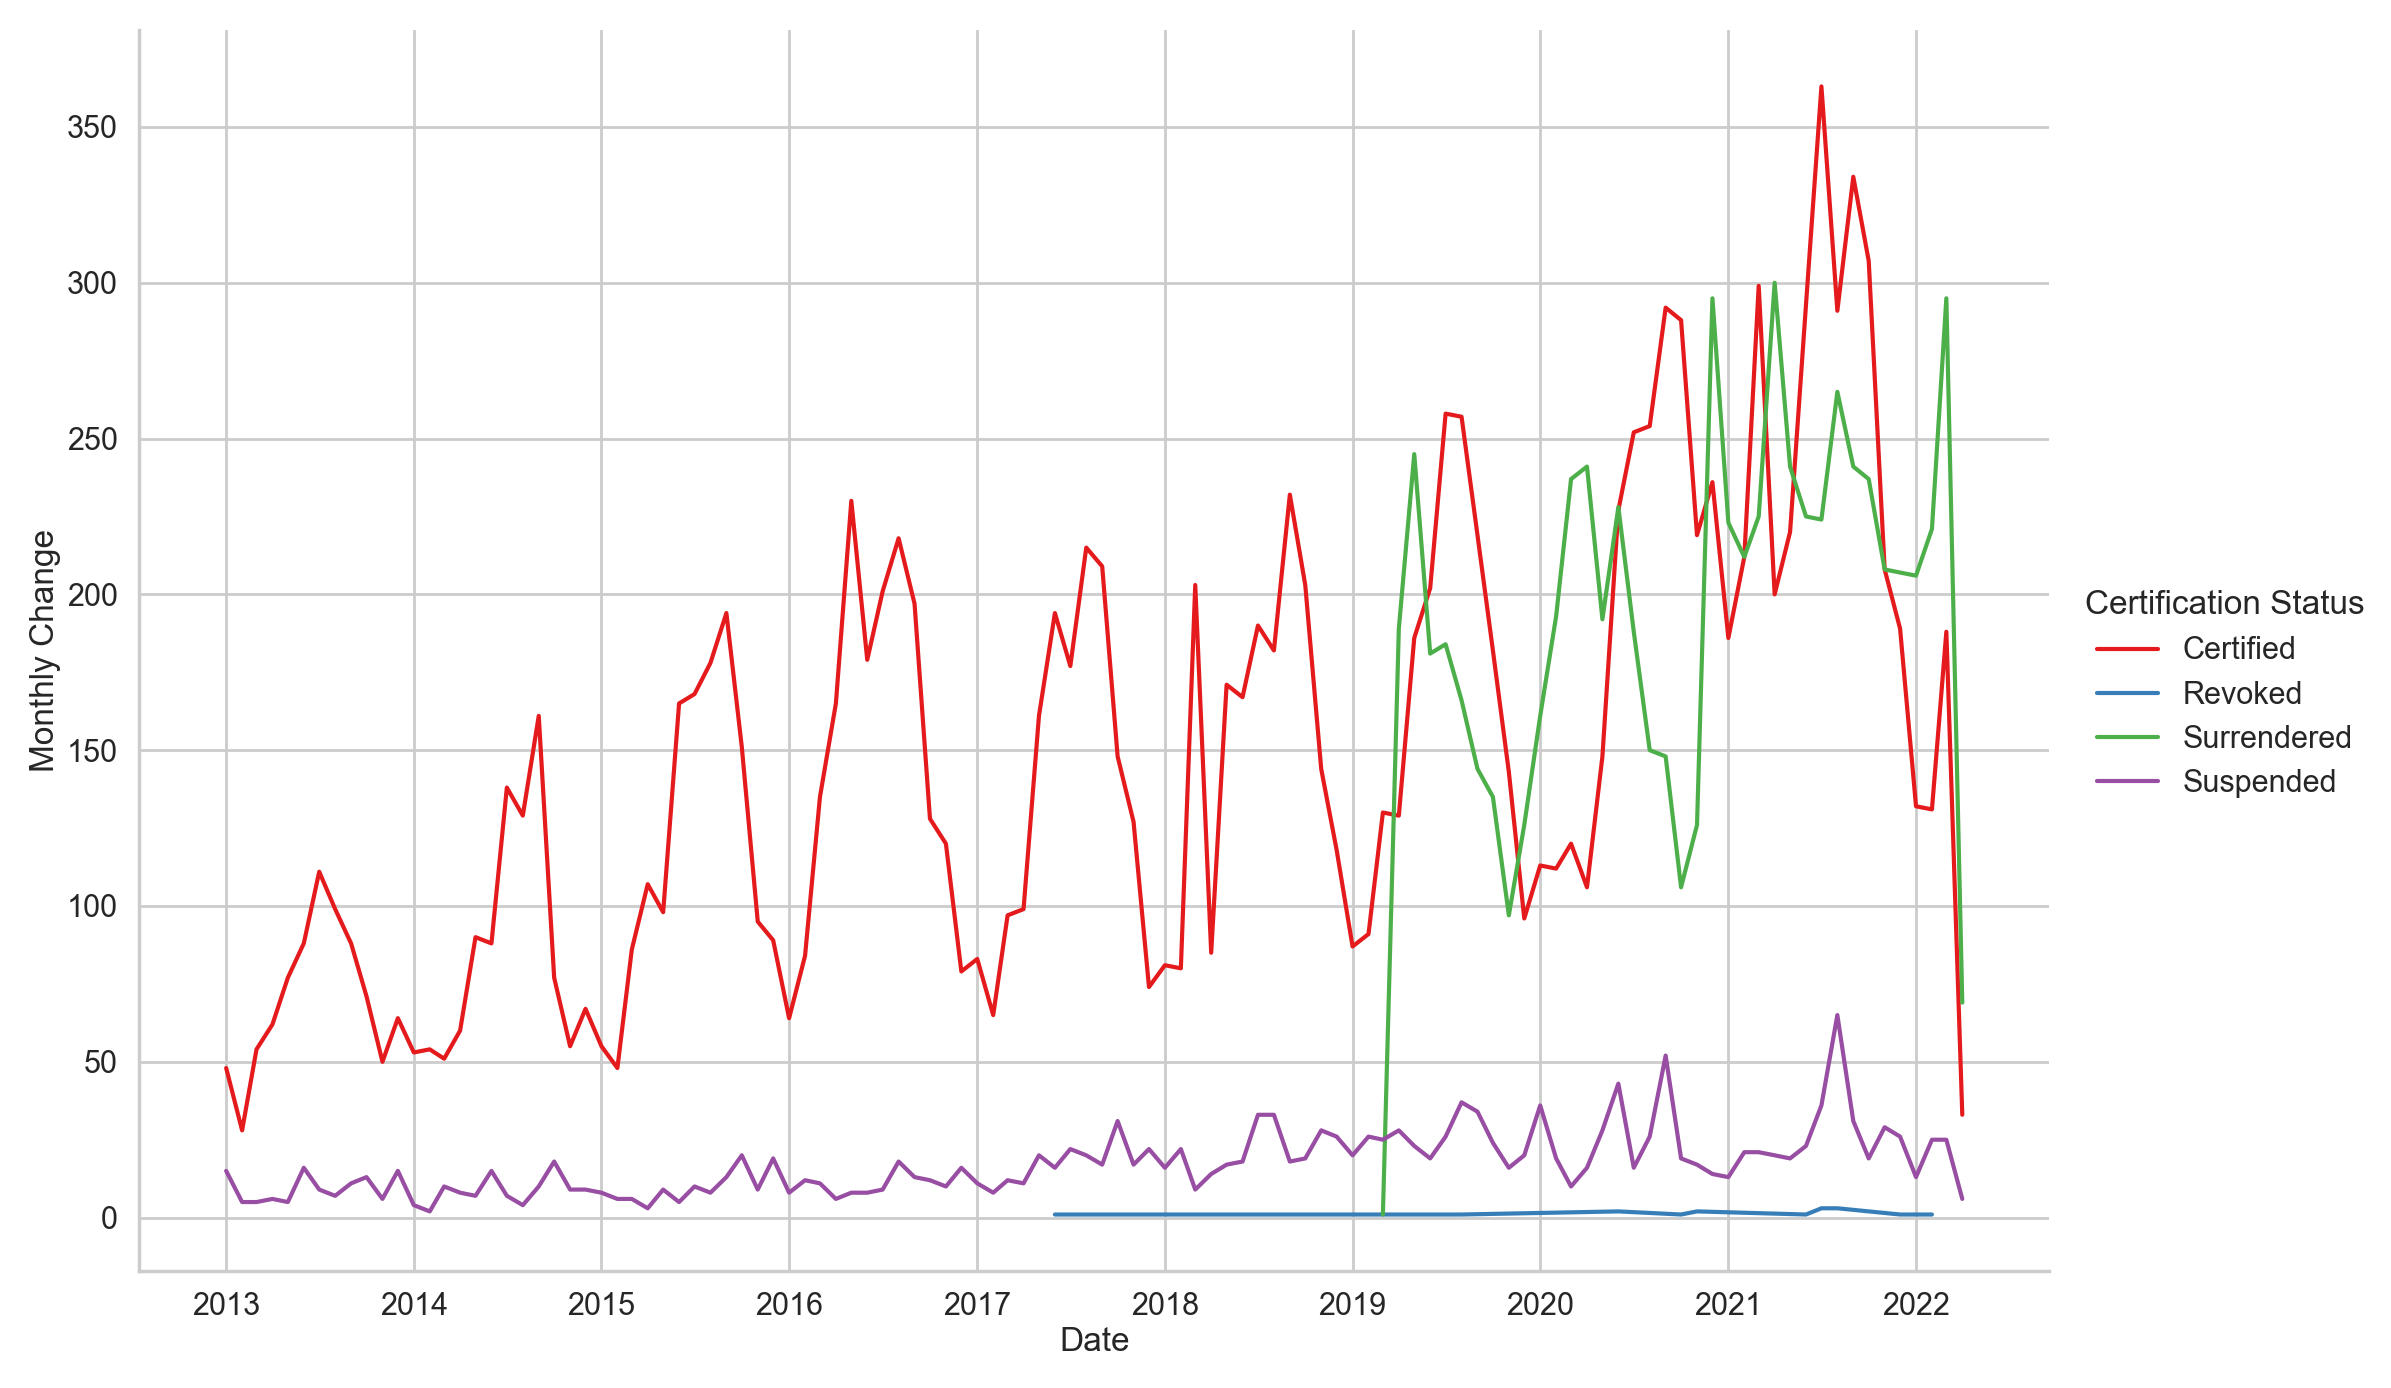 350
300
250
200
150
100
50
0
Monthly Change
2013 2014 2015 2016 2017 2018 2019 2020 2021 2022
Date
Certification Status
Certified
Revoked
Surrendered
Suspended